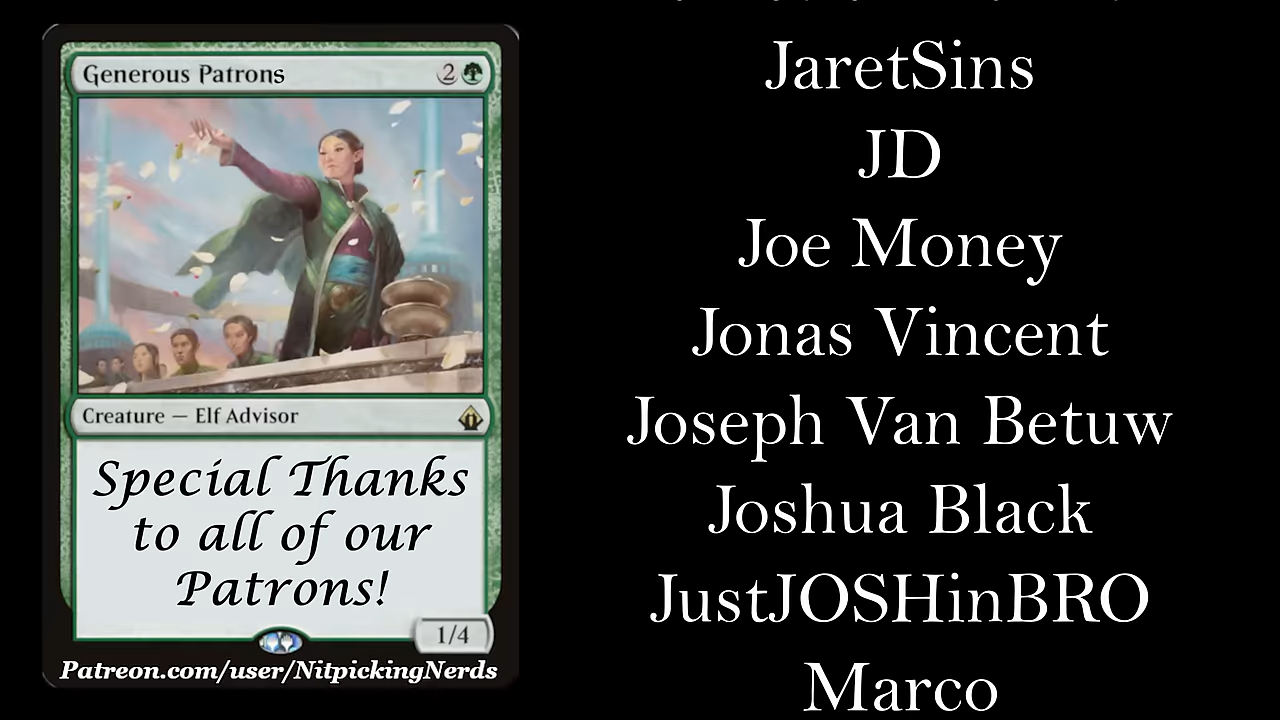 Generous Patrons
2
Creature — Elf Advisor
Special Thanks
to all of our
Patrons!
1/4
Patreon.com/user/NitpickingNerds
JaretSins
JD
Joe Money
Jonas Vincent
Joseph Van Betuw
Joshua Black
JustJOSHinBRO
Marco